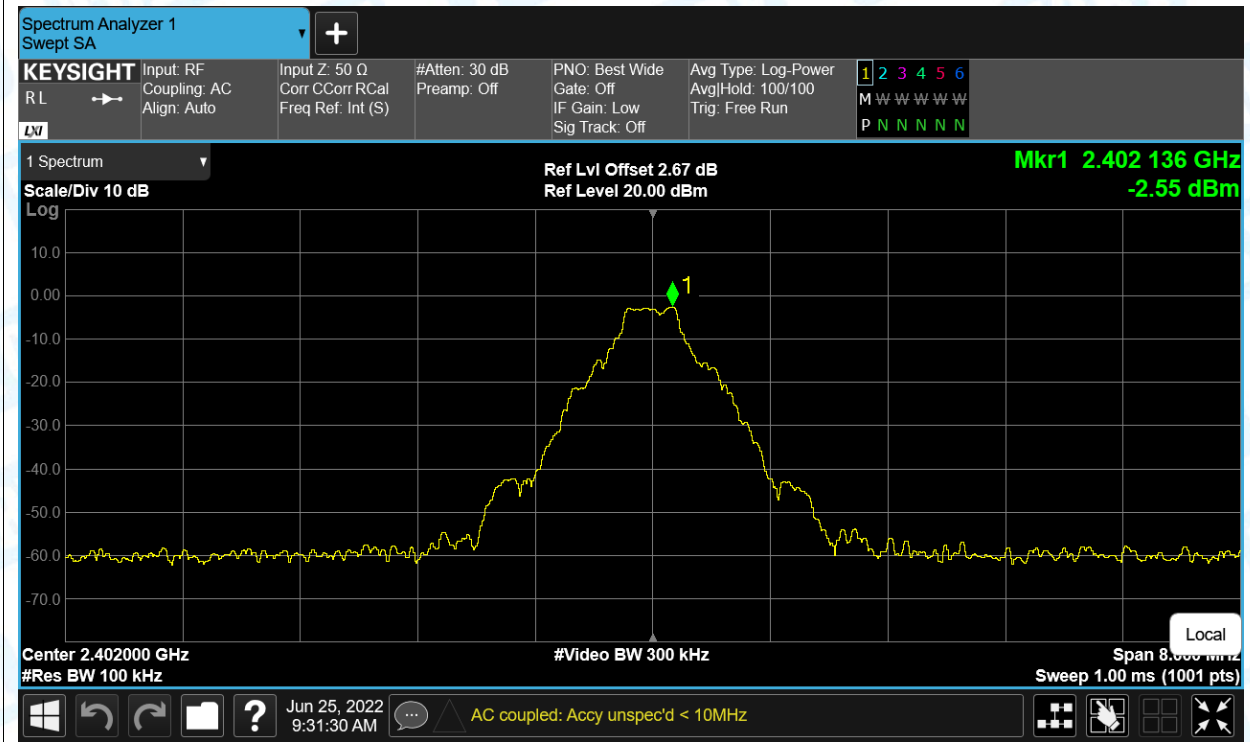 Spectrum Analyzer 1
Swept SA
KEYSIGHT
R L
LXI
Input: RF
Coupling: AC
Align: Auto
Input Z: 50 Ω
Corr CCorr RCal
Freq Ref: Int (S)
#Atten: 30 dB
Preamp: Off
PNO: Best Wide
Gate: Off
IF Gain: Low
Sig Track: Off
Avg Type: Log-Power
Avg|Hold: 100/100
Trig: Free Run
1 2 3 4 5 6
M W W W W W
P N N N N N
1 Spectrum
Scale/Div 10 dB
Log
Ref Lvl Offset 2.67 dB
Ref Level 20.00 dBm
Mkr1 2.402 136 GHz
-2.55 dBm
1
10.0
0.00
-10.0
-20.0
-30.0
-40.0
-50.0
-60.0
-70.0
Local
Center 2.402000 GHz
#Res BW 100 kHz
#Video BW 300 kHz
Span 8.000 MHz
Sweep 1.00 ms (1001 pts)
?
Jun 25, 2022
9:31:30 AM
AC coupled: Accy unspec'd < 10MHz